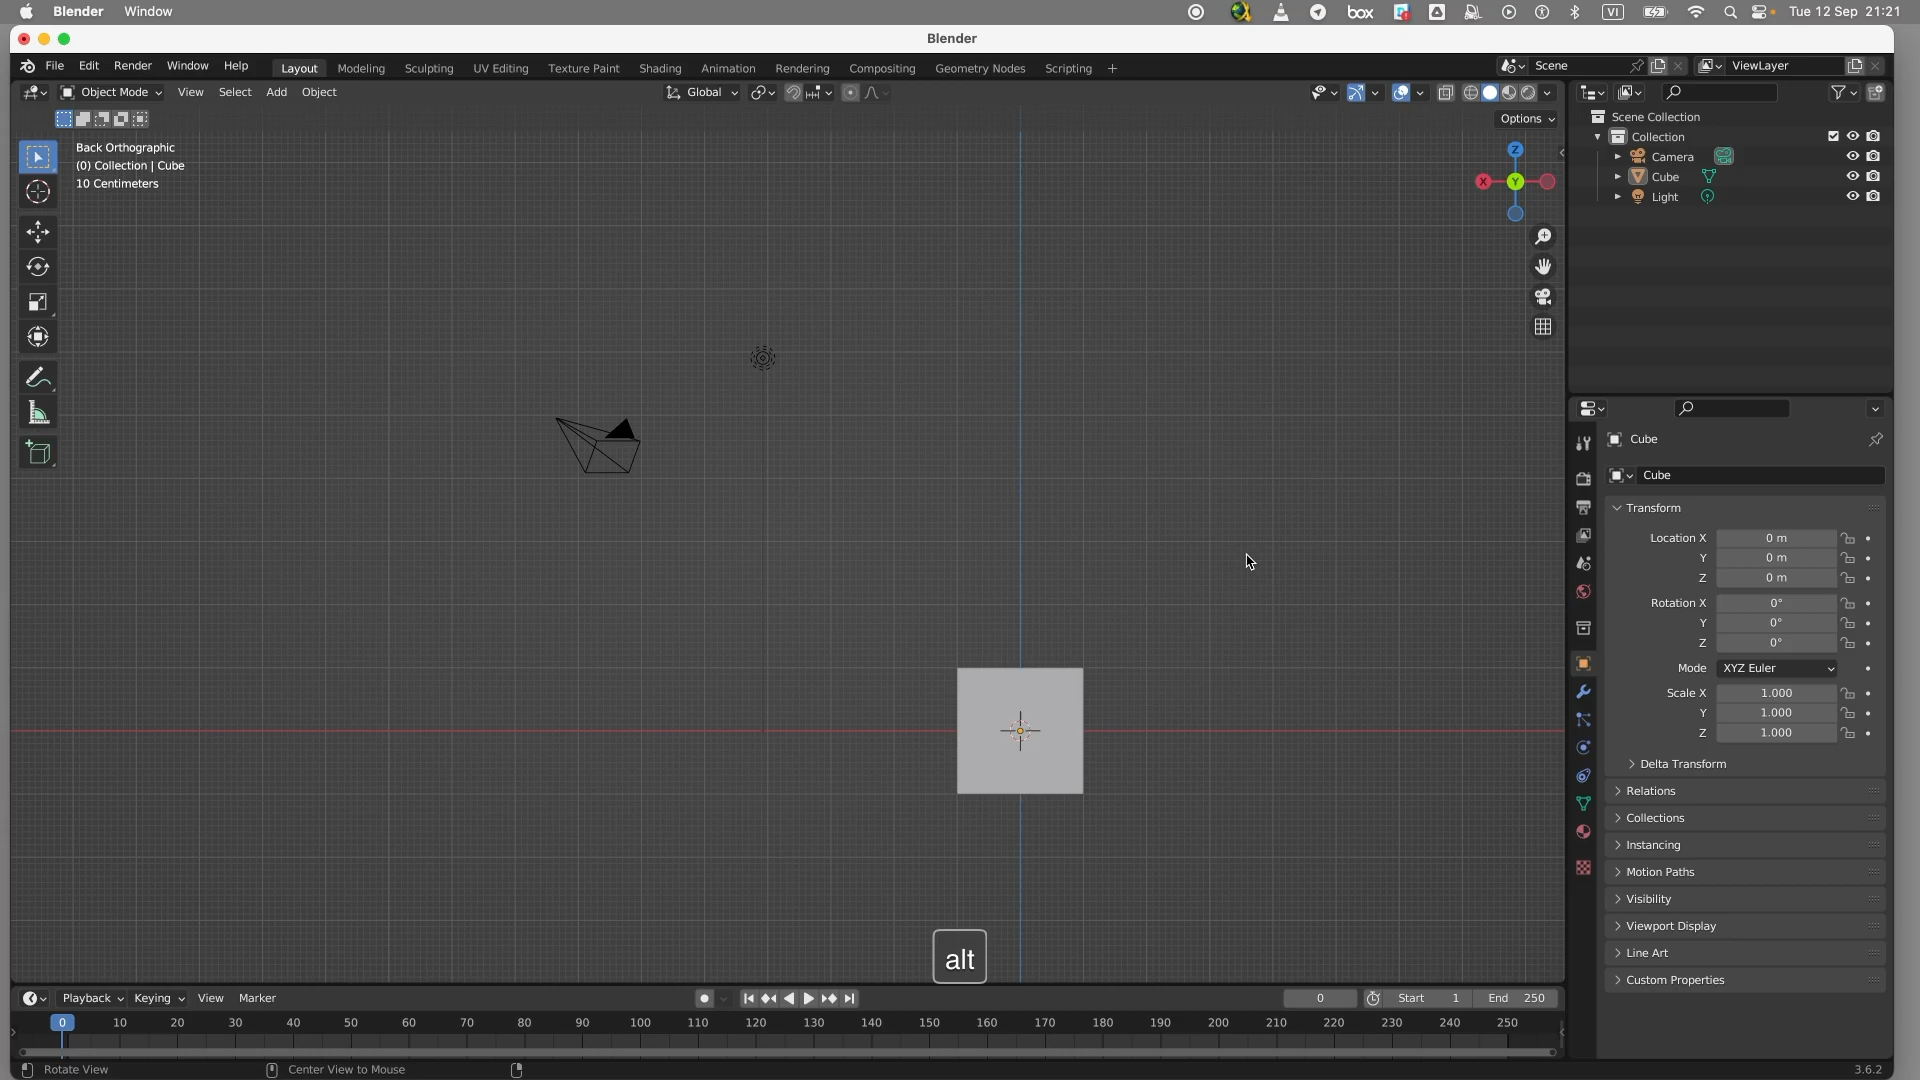 Blender Window box VI Tue 12 Sep 21:21
Blender
File Edit Render Window Help Layout Modeling Sculpting UV Editing Texture Paint Shading Animation Rendering Compositing Geometry Nodes Scripting + Scene ViewLayer
Object Mode View Select Add Object Global
Options
Back Orthographic
(0) Collection | Cube
10 Centimeters
Z
X Y
Scene Collection
Collection
Camera
Cube
Light
Cube
Cube
Transform
Location X 0 m
Y 0 m
Z 0 m
Rotation X 0°
Y 0°
Z 0°
Mode XYZ Euler
Scale X 1.000
Y 1.000
Z 1.000
Delta Transform
Relations
Collections
Instancing
Motion Paths
Visibility
Viewport Display
Line Art
Custom Properties
alt
Playback Keying View Marker 0 Start 1 End 250
0 10 20 30 40 50 60 70 80 90 100 110 120 130 140 150 160 170 180 190 200 210 220 230 240 250
Rotate View Center View to Mouse 3.6.2